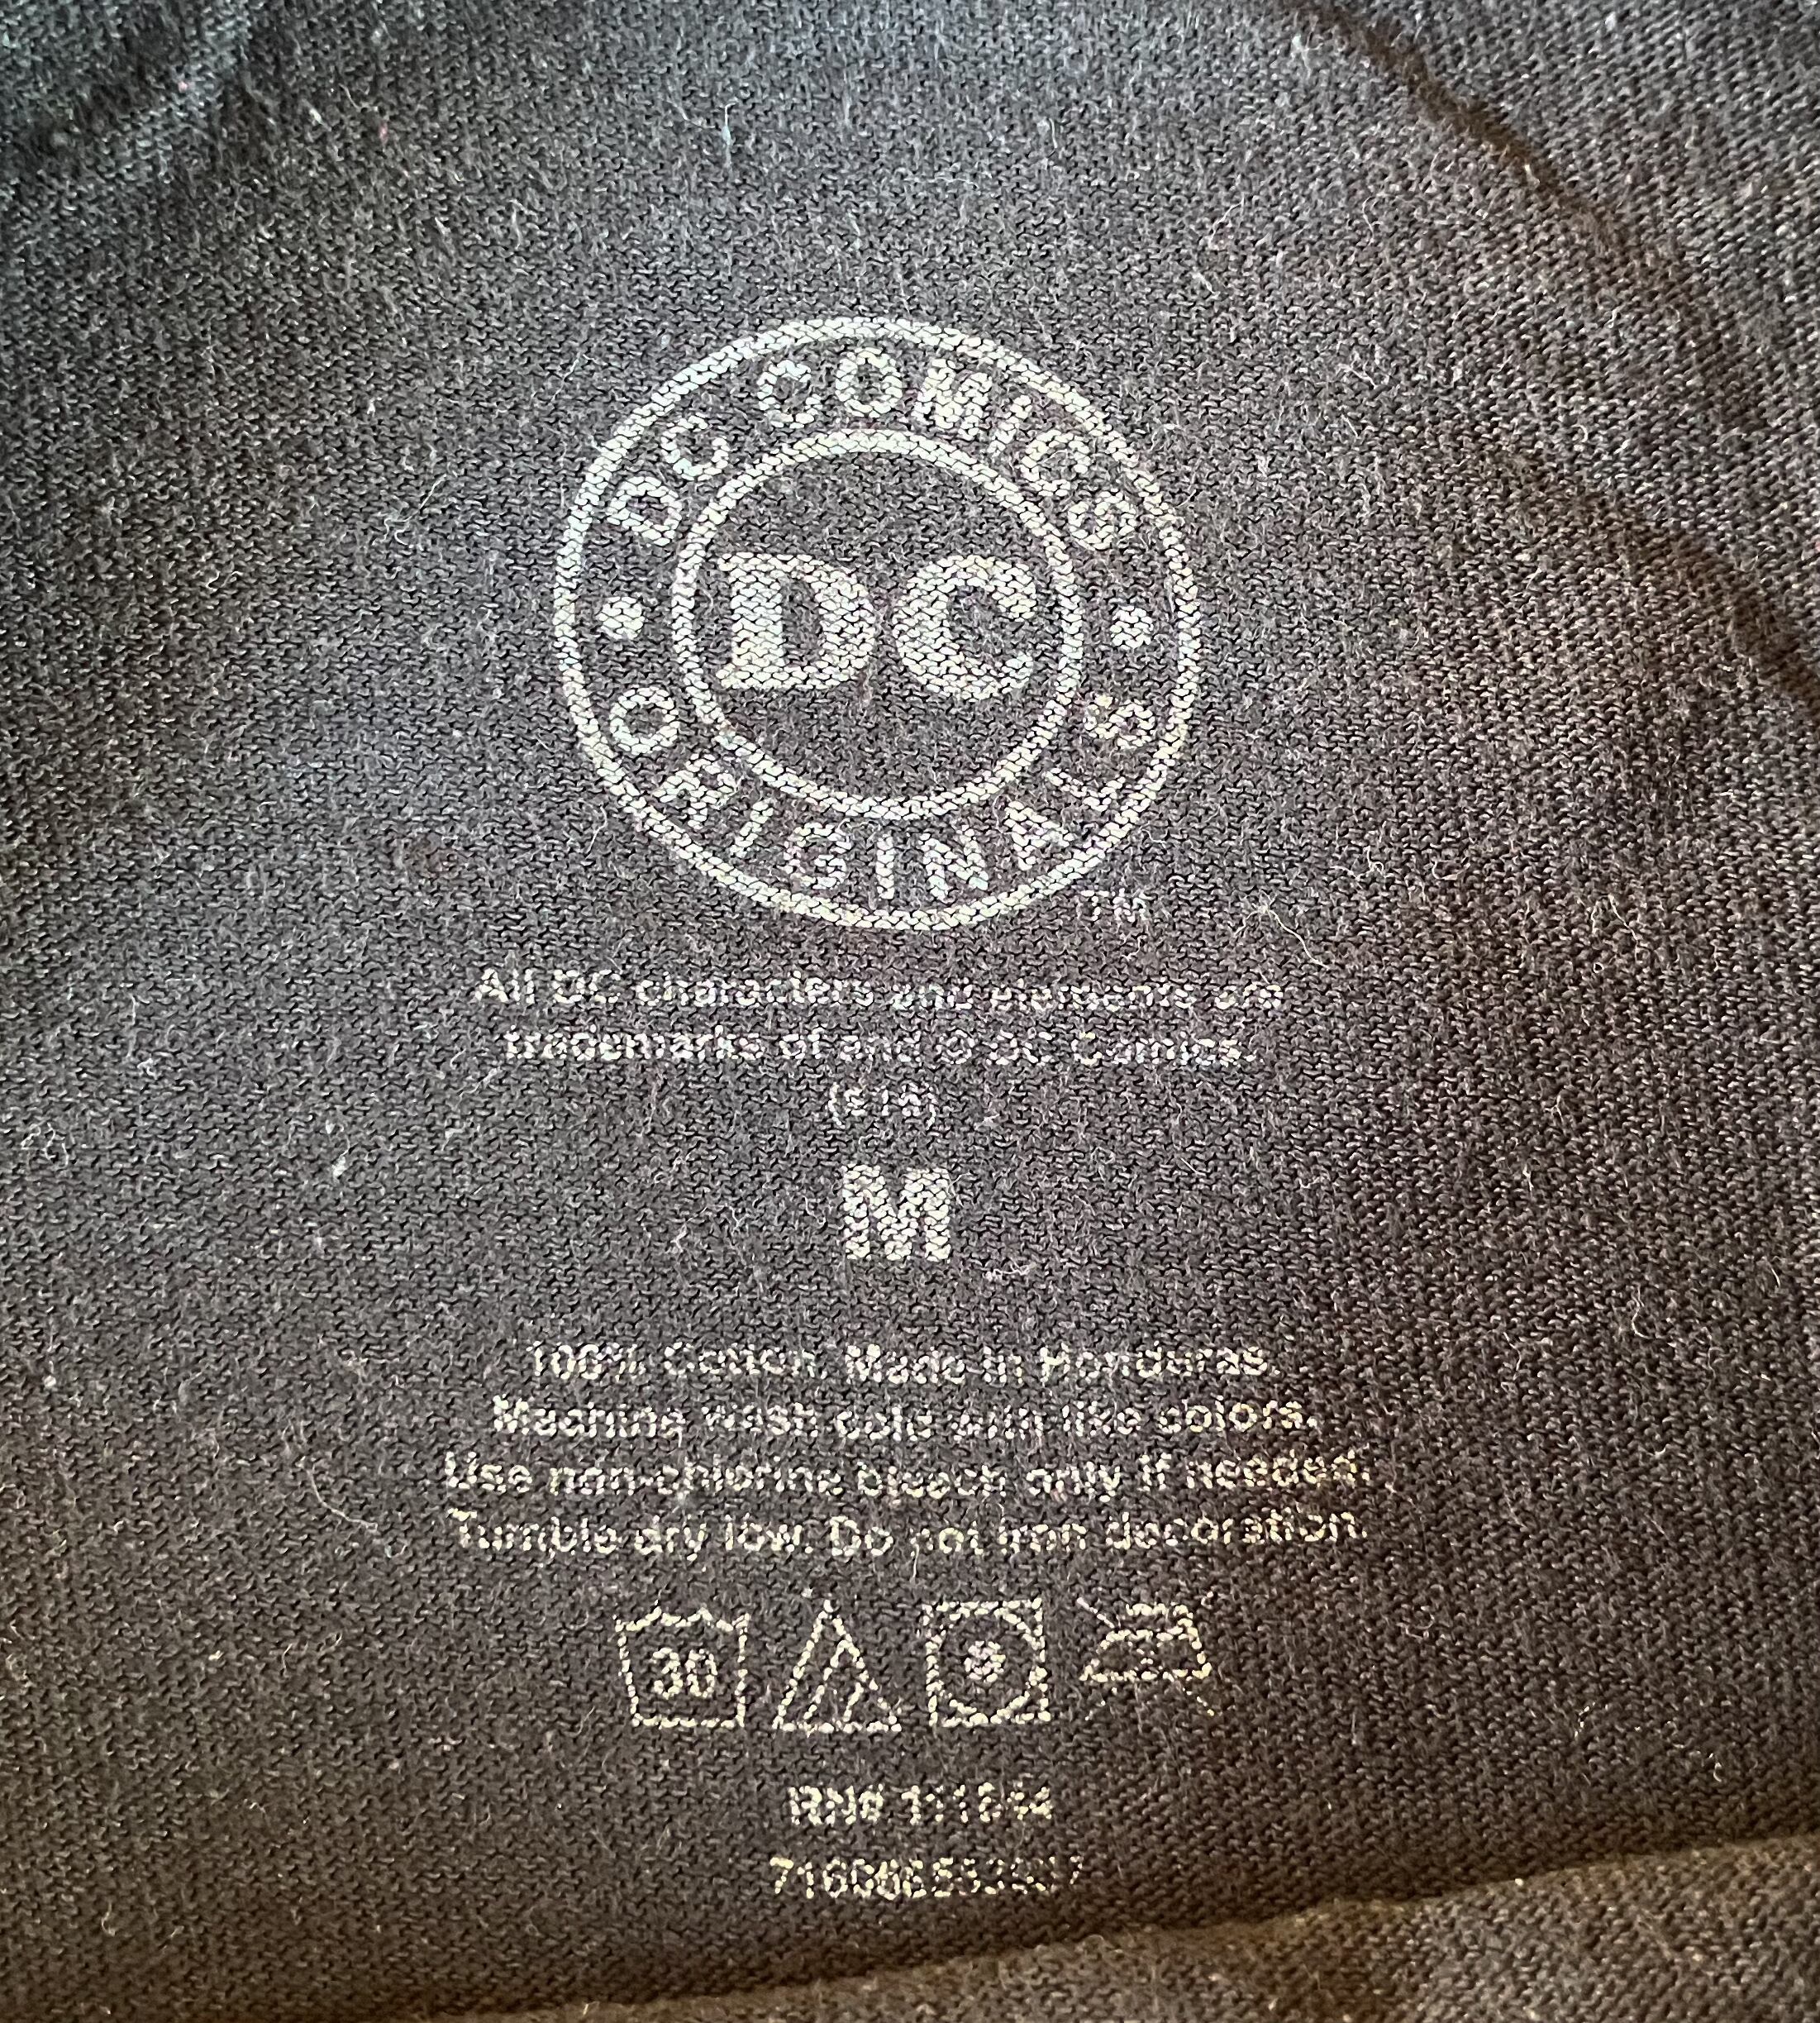 DC COMICS
DC
ORIGINALS
TM
All DC characters and elements are
trademarks of and © DC Comics.
M
100% Cotton. Made in Honduras.
Machine wash cold with like colors.
Use non-chlorine bleach only if needed.
Tumble dry low. Do not iron decoration.
30
RN#